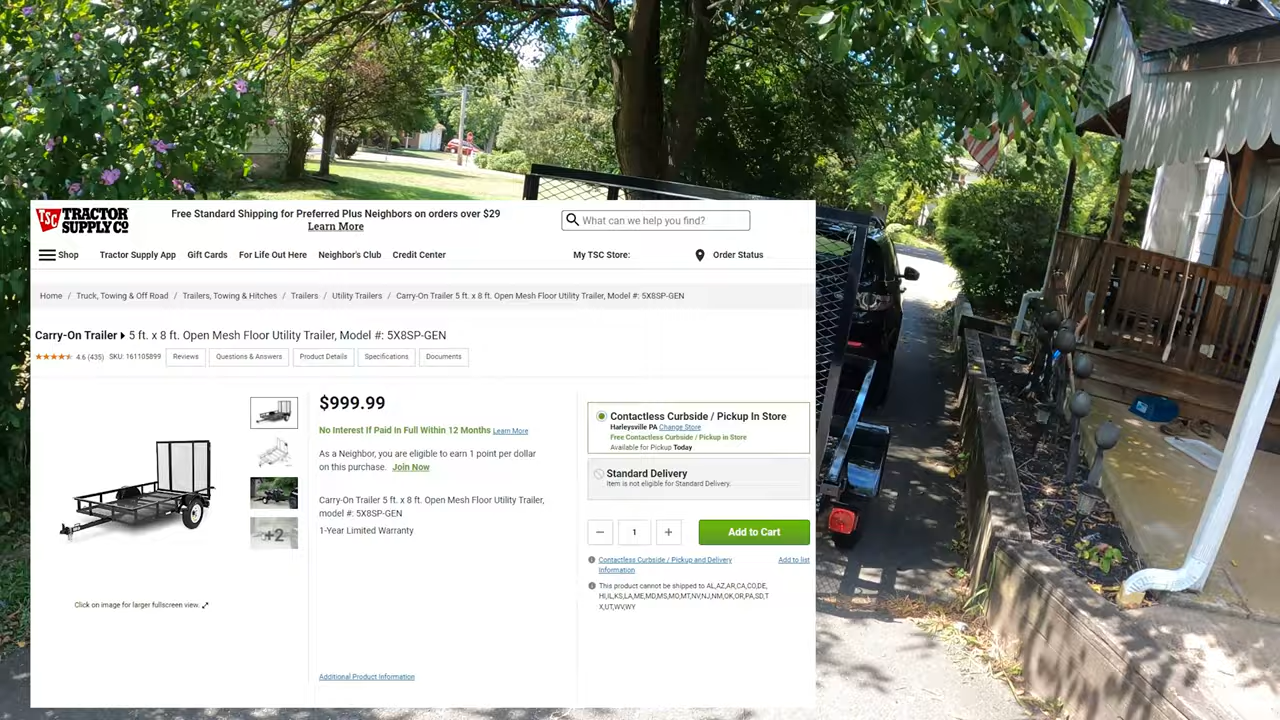 TSC TRACTOR
SUPPLY CO
Free Standard Shipping for Preferred Plus Neighbors on orders over $29
Learn More
What can we help you find?
Shop Tractor Supply App Gift Cards For Life Out Here Neighbor's Club Credit Center My TSC Store: Order Status
Home / Truck, Towing & Off Road / Trailers, Towing & Hitches / Trailers / Utility Trailers / Carry-On Trailer 5 ft. x 8 ft. Open Mesh Floor Utility Trailer, Model #: 5X8SP-GEN
Carry-On Trailer 5 ft. x 8 ft. Open Mesh Floor Utility Trailer, Model #: 5X8SP-GEN
4.6 (435) SKU: 161105899 Reviews Questions & Answers Product Details Specifications Documents
+2
Click on image for larger fullscreen view.
$999.99
No Interest If Paid In Full Within 12 Months Learn More
As a Neighbor, you are eligible to earn 1 point per dollar
on this purchase. Join Now
Carry-On Trailer 5 ft. x 8 ft. Open Mesh Floor Utility Trailer,
model #: 5X8SP-GEN
1-Year Limited Warranty
Additional Product Information
Contactless Curbside / Pickup In Store
Harleysville PA Change Store
Free Contactless Curbside / Pickup in Store
Available for Pickup Today
Standard Delivery
Item is not eligible for Standard Delivery.
− 1 + Add to Cart
Contactless Curbside / Pickup and Delivery
Information
Add to list
This product cannot be shipped to AL,AZ,AR,CA,CO,DE,
HI,IL,KS,LA,ME,MD,MS,MO,MT,NV,NJ,NM,OK,OR,PA,SD,T
X,UT,WV,WY